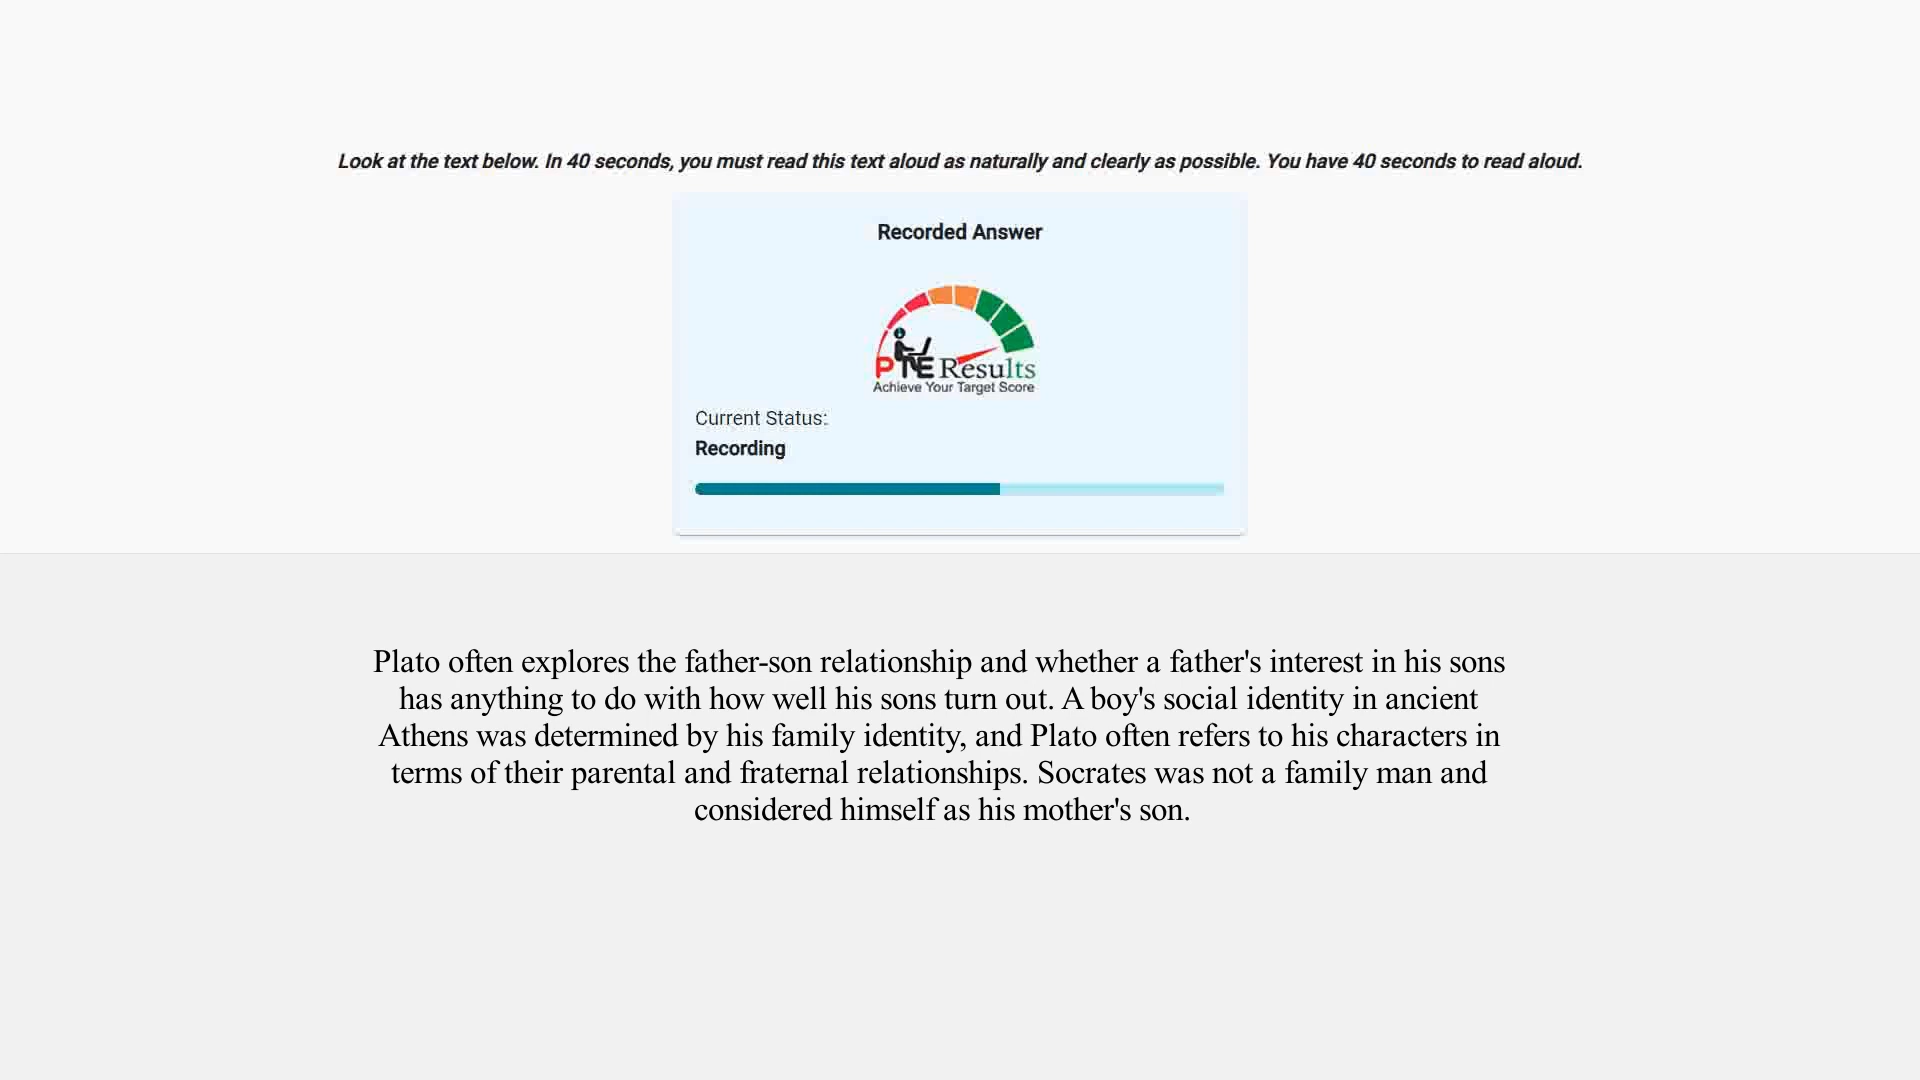 Look at the text below. In 40 seconds, you must read this text aloud as naturally and clearly as possible. You have 40 seconds to read aloud.
Recorded Answer
PTE Results
Achieve Your Target Score
Current Status:
Recording
Plato often explores the father-son relationship and whether a father's interest in his sons
has anything to do with how well his sons turn out. A boy's social identity in ancient
Athens was determined by his family identity, and Plato often refers to his characters in
terms of their parental and fraternal relationships. Socrates was not a family man and
considered himself as his mother's son.